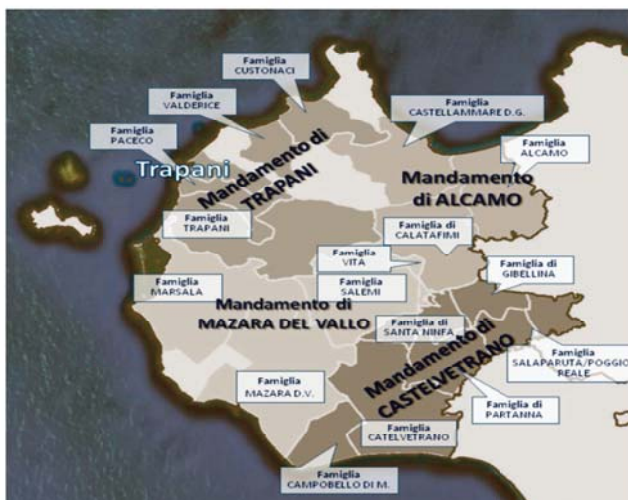 Famiglia
CUSTONACI
Famiglia
VALDERICE
Famiglia
CASTELLAMMARE D.G.
Famiglia
PACECO
Famiglia
ALCAMO
Trapani
Mandamento di
TRAPANI
Mandamento
di ALCAMO
Famiglia
TRAPANI
Famiglia di
CALATAFIMI
Famiglia
VITA
Famiglia di
GIBELLINA
Famiglia
MARSALA
Famiglia
SALEMI
Mandamento di
MAZARA DEL VALLO
Famiglia di
SANTA NINFA
Mandamento di
CASTELVETRANO
Famiglia
SALAPARUTA/POGGIO
REALE
Famiglia
MAZARA D.V.
Famiglia di
PARTANNA
Famiglia
CATELVETRANO
Famiglia
CAMPOBELLO DI M.